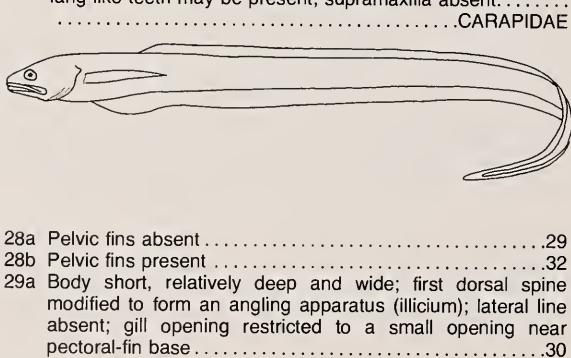 fang-like teeth may be present; supramaxilla absent........
......................................CARAPIDAE
28a Pelvic fins absent..................................29
28b Pelvic fins present.................................32
29a Body short, relatively deep and wide; first dorsal spine
modified to form an angling apparatus (illicium); lateral line
absent; gill opening restricted to a small opening near
pectoral-fin base...................................30